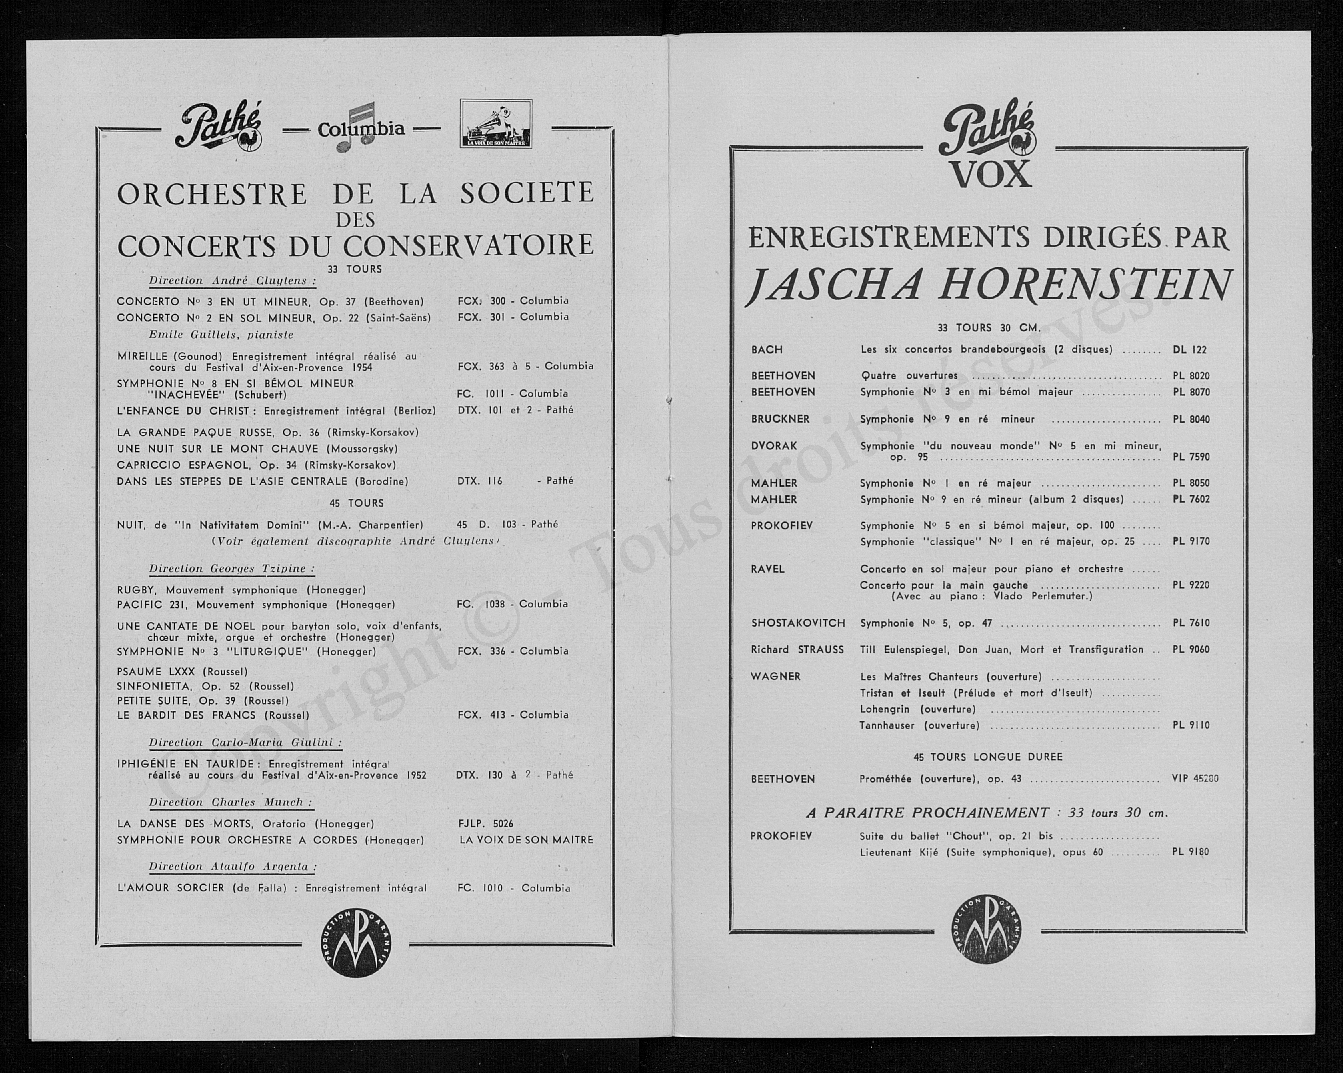 Pathé — Columbia — LA VOIX DE SON MAITRE
ORCHESTRE DE LA SOCIETE
DES
CONCERTS DU CONSERVATOIRE
33 TOURS
Direction André Cluytens :
CONCERTO No 3 EN UT MINEUR, Op. 37 (Beethoven) FCX. 300 - Columbia
CONCERTO No 2 EN SOL MINEUR, Op. 22 (Saint-Saëns) FCX. 301 - Columbia
Emile Guillels, pianiste
MIREILLE (Gounod) Enregistrement intégral réalisé au
cours du Festival d'Aix-en-Provence 1954 FCX. 363 à 5 - Columbia
SYMPHONIE No 8 EN SI BÉMOL MINEUR
"INACHEVÉE" (Schubert) FC. 1011 - Columbia
L'ENFANCE DU CHRIST : Enregistrement intégral (Berlioz) DTX. 101 et 2 - Pathé
LA GRANDE PAQUE RUSSE, Op. 36 (Rimsky-Korsakov)
UNE NUIT SUR LE MONT CHAUVE (Moussorgsky)
CAPRICCIO ESPAGNOL, Op. 34 (Rimsky-Korsakov)
DANS LES STEPPES DE L'ASIE CENTRALE (Borodine) DTX. 116 - Pathé
45 TOURS
NUIT, de "In Nativitatem Domini" (M.-A. Charpentier) 45 D. 103 - Pathé
(Voir également discographie André Cluytens)
Direction Georges Tzipine :
RUGBY, Mouvement symphonique (Honegger)
PACIFIC 231, Mouvement symphonique (Honegger) FC. 1038 - Columbia
UNE CANTATE DE NOEL pour baryton solo, voix d'enfants,
chœur mixte, orgue et orchestre (Honegger)
SYMPHONIE No 3 "LITURGIQUE" (Honegger) FCX. 336 - Columbia
PSAUME LXXX (Roussel)
SINFONIETTA, Op. 52 (Roussel)
PETITE SUITE, Op. 39 (Roussel)
LE BARDIT DES FRANCS (Roussel) FCX. 413 - Columbia
Direction Carlo-Maria Giulini :
IPHIGÉNIE EN TAURIDE : Enregistrement intégral
réalisé au cours du Festival d'Aix-en-Provence 1952 DTX. 130 à 2 - Pathé
Direction Charles Munch :
LA DANSE DES MORTS, Oratorio (Honegger) FJLP. 5026
SYMPHONIE POUR ORCHESTRE A CORDES (Honegger) LA VOIX DE SON MAITRE
Direction Ataulfo Argenta :
L'AMOUR SORCIER (de Falla) : Enregistrement intégral FC. 1010 - Columbia
PRODUCTION GARANTIE
PM
Pathé
VOX
ENREGISTREMENTS DIRIGÉS PAR
JASCHA HORENSTEIN
33 TOURS 30 CM.
BACH Les six concertos brandebourgeois (2 disques) ........ DL 122
BEETHOVEN Quatre ouvertures ........ PL 8020
BEETHOVEN Symphonie No 3 en mi bémol majeur ........ PL 8070
BRUCKNER Symphonie No 9 en ré mineur ........ PL 8040
DVORAK Symphonie "du nouveau monde" No 5 en mi mineur,
op. 95 ........ PL 7590
MAHLER Symphonie No 1 en ré majeur ........ PL 8050
MAHLER Symphonie No 9 en ré mineur (album 2 disques) ...... PL 7602
PROKOFIEV Symphonie No 5 en si bémol majeur, op. 100 ........
Symphonie "classique" No 1 en ré majeur, op. 25 .... PL 9170
RAVEL Concerto en sol majeur pour piano et orchestre ......
Concerto pour la main gauche ........ PL 9220
(Avec au piano : Vlado Perlemuter.)
SHOSTAKOVITCH Symphonie No 5, op. 47 ........ PL 7610
Richard STRAUSS Till Eulenspiegel, Don Juan, Mort et Transfiguration .. PL 9060
WAGNER Les Maîtres Chanteurs (ouverture) ........
Tristan et Iseult (Prélude et mort d'Iseult) ........
Lohengrin (ouverture) ........
Tannhauser (ouverture) ........ PL 9110
45 TOURS LONGUE DUREE
BEETHOVEN Prométhée (ouverture), op. 43 ........ VIP 45200
A PARAITRE PROCHAINEMENT : 33 tours 30 cm.
PROKOFIEV Suite du ballet "Chout", op. 21 bis ........
Lieutenant Kijé (Suite symphonique), opus 60 ........ PL 9180
PRODUCTION GARANTIE
PM
Copyright © - Tous droits réservés